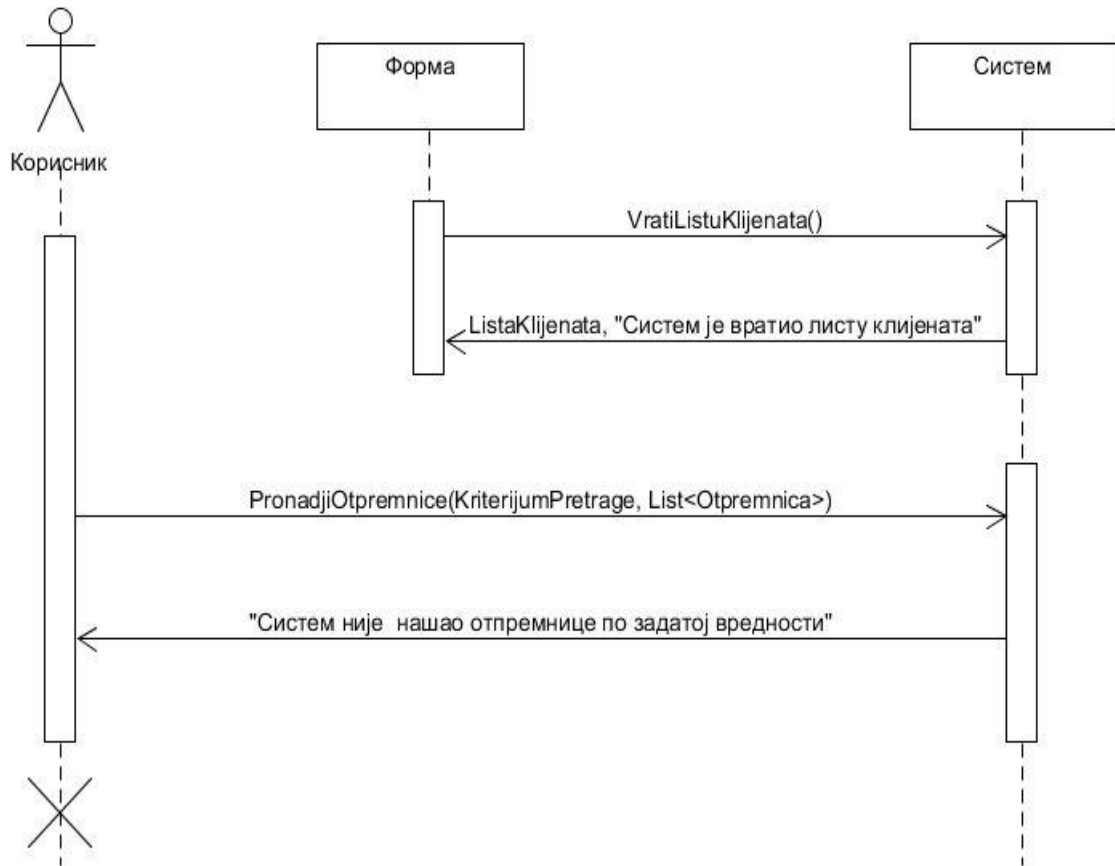 Форма
Систем
Корисник
VratiListuKlijenata()
ListaKlijenata, "Систем је вратио листу клијената"
PronadjiOtpremnice(KriterijumPretrage, List<Otpremnica>)
"Систем није  нашао отпремнице по задатој вредности"